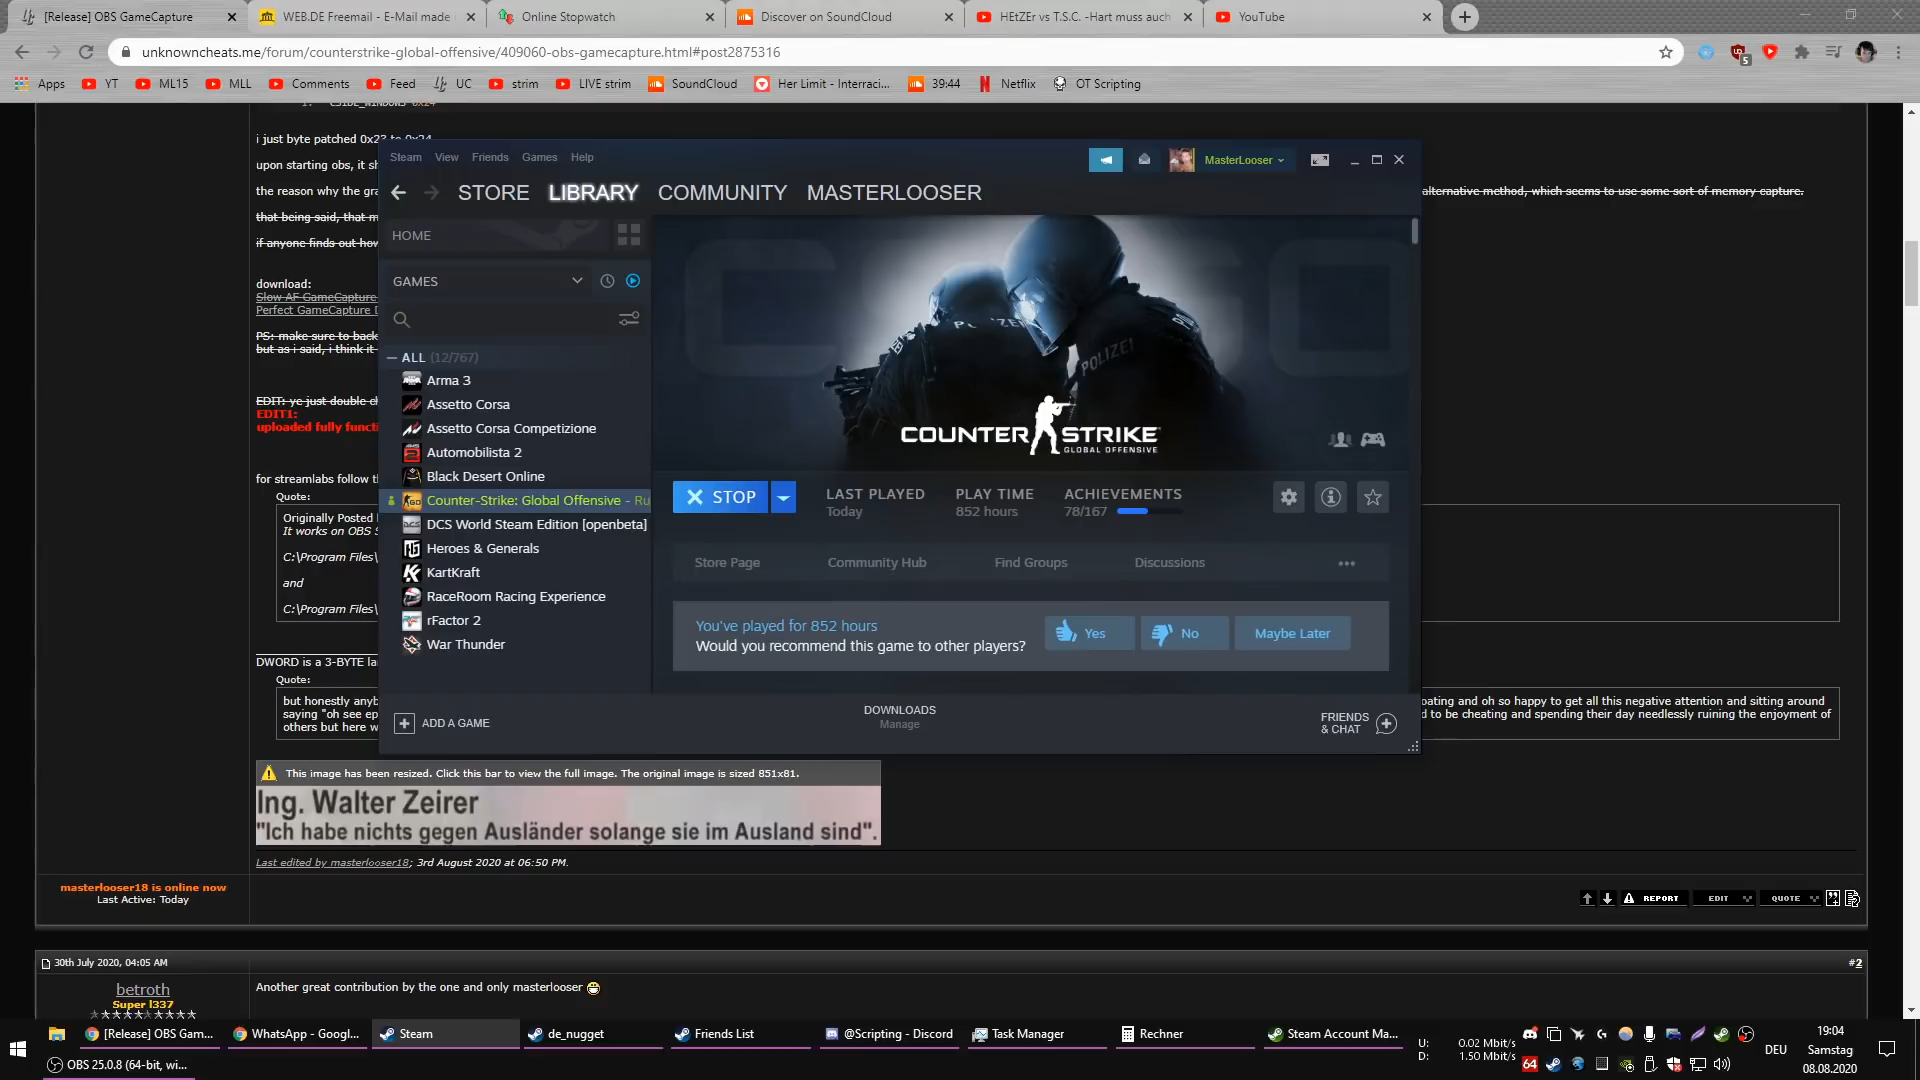 [Release] OBS GameCapture
WEB.DE Freemail - E-Mail made
Online Stopwatch
Discover on SoundCloud
HEtZEr vs T.S.C. -Hart muss auch
YouTube
unknowncheats.me/forum/counterstrike-global-offensive/409060-obs-gamecapture.html#post2875316
5
Apps
YT
ML15
MLL
Comments
Feed
UC
strim
LIVE strim
SoundCloud
Her Limit - Interraci...
39:44
Netflix
OT Scripting
1. CSIDL_WINDOWS 0x24
i just byte patched 0x23 to 0x24
upon starting obs, it sh
the reason why the gra
alternative method, which seems to use some sort of memory capture.
that being said, that m
if anyone finds out how
download:
Slow AF GameCapture
Perfect GameCapture D
PS: make sure to back
but as i said, i think it
EDIT: ye just double ch
EDIT1:
uploaded fully functi
for streamlabs follow th
Quote:
Originally Posted
It works on OBS S
C:\Program Files\
and
C:\Program Files\
DWORD is a 3-BYTE la
Quote:
but honestly anyb
saying "oh see ep
others but here w
oating and oh so happy to get all this negative attention and sitting around
d to be cheating and spending their day needlessly ruining the enjoyment of
Steam
View
Friends
Games
Help
MasterLooser
STORE
LIBRARY
COMMUNITY
MASTERLOOSER
HOME
GAMES
ALL (12/767)
Arma 3
Assetto Corsa
Assetto Corsa Competizione
Automobilista 2
Black Desert Online
Counter-Strike: Global Offensive - Ru
DCS World Steam Edition [openbeta]
Heroes & Generals
KartKraft
RaceRoom Racing Experience
rFactor 2
War Thunder
POLIZEI
COUNTER STRIKE
GLOBAL OFFENSIVE
STOP
LAST PLAYED
Today
PLAY TIME
852 hours
ACHIEVEMENTS
78/167
Store Page
Community Hub
Find Groups
Discussions
You've played for 852 hours
Would you recommend this game to other players?
Yes
No
Maybe Later
ADD A GAME
DOWNLOADS
Manage
FRIENDS
& CHAT
This image has been resized. Click this bar to view the full image. The original image is sized 851x81.
Ing. Walter Zeirer
"Ich habe nichts gegen Ausländer solange sie im Ausland sind".
Last edited by masterlooser18; 3rd August 2020 at 06:50 PM.
masterlooser18 is online now
Last Active: Today
REPORT
EDIT
QUOTE
30th July 2020, 04:05 AM
#2
betroth
Super l337
Another great contribution by the one and only masterlooser
[Release] OBS Gam...
WhatsApp - Googl...
Steam
de_nugget
Friends List
@Scripting - Discord
Task Manager
Rechner
Steam Account Ma...
OBS 25.0.8 (64-bit, wi...
U: 0.02 Mbit/s
D: 1.50 Mbit/s
64
DEU
19:04
Samstag
08.08.2020